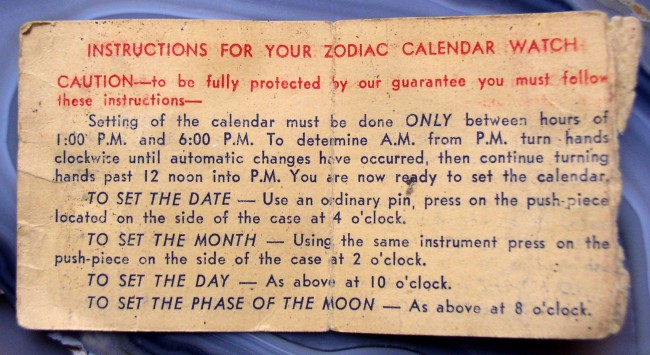 INSTRUCTIONS FOR YOUR ZODIAC CALENDAR WATCH
CAUTION—to be fully protected by our guarantee you must follow
these instructions—
Setting of the calendar must be done ONLY between hours of
1:00 P.M. and 6:00 P.M. To determine A.M. from P.M. turn hands
clockwise until automatic changes have occurred, then continue turning
hands past 12 noon into P.M. You are now ready to set the calendar.
TO SET THE DATE — Use an ordinary pin, press on the push-piece
located on the side of the case at 4 o'clock.
TO SET THE MONTH — Using the same instrument press on the
push-piece on the side of the case at 2 o'clock.
TO SET THE DAY — As above at 10 o'clock.
TO SET THE PHASE OF THE MOON — As above at 8 o'clock.